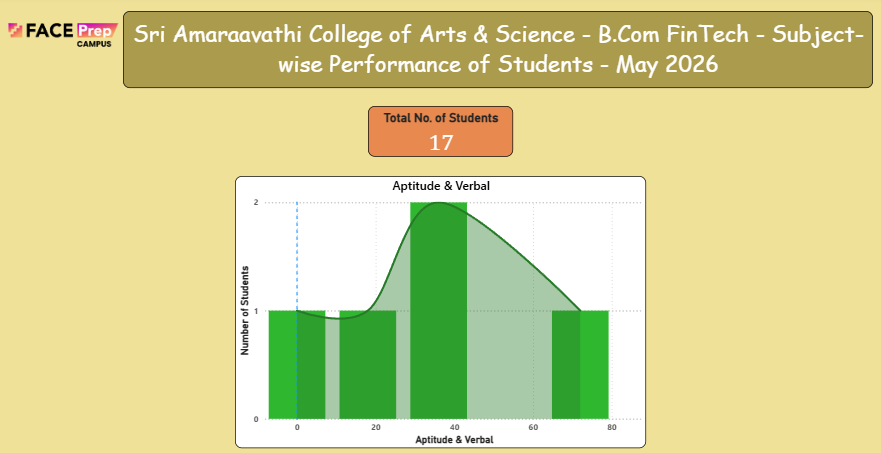 FACE Prep
CAMPUS
Sri Amaraavathi College of Arts & Science - B.Com FinTech - Subject-
wise Performance of Students - May 2026
Total No. of Students
17
Aptitude & Verbal
2
1
0
Number of Students
0 20 40 60 80
Aptitude & Verbal